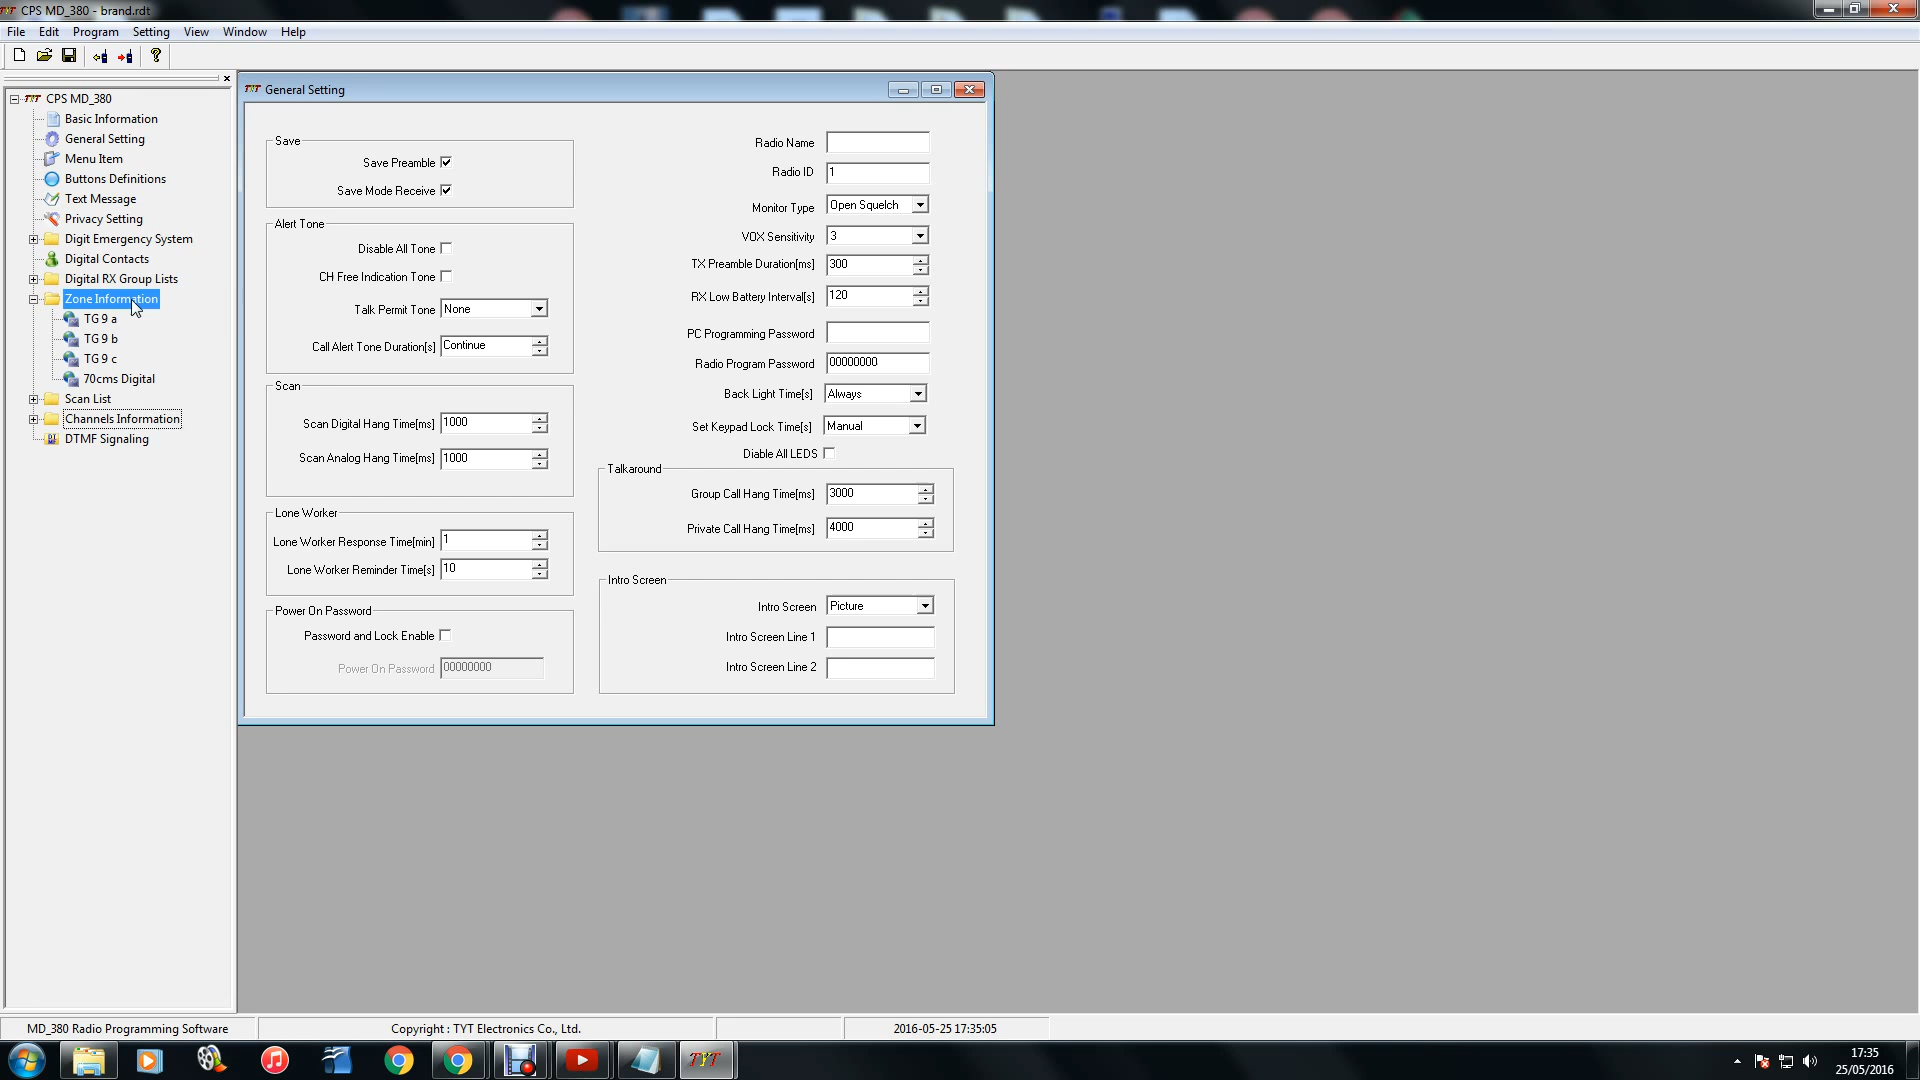 CPS MD_380 - brand.rdt
File Edit Program Setting View Window Help
CPS MD_380
Basic Information
General Setting
Menu Item
Buttons Definitions
Text Message
Privacy Setting
Digit Emergency System
Digital Contacts
Digital RX Group Lists
Zone Information
TG 9 a
TG 9 b
TG 9 c
70cms Digital
Scan List
Channels Information
DTMF Signaling
TYT General Setting
Save
Save Preamble
Save Mode Receive
Alert Tone
Disable All Tone
CH Free Indication Tone
Talk Permit Tone None
Call Alert Tone Duration[s] Continue
Scan
Scan Digital Hang Time[ms] 1000
Scan Analog Hang Time[ms] 1000
Lone Worker
Lone Worker Response Time[min] 1
Lone Worker Reminder Time[s] 10
Power On Password
Password and Lock Enable
Power On Password 00000000
Radio Name
Radio ID 1
Monitor Type Open Squelch
VOX Sensitivity 3
TX Preamble Duration[ms] 300
RX Low Battery Interval[s] 120
PC Programming Password
Radio Program Password 00000000
Back Light Time[s] Always
Set Keypad Lock Time[s] Manual
Diable All LEDS
Talkaround
Group Call Hang Time[ms] 3000
Private Call Hang Time[ms] 4000
Intro Screen
Intro Screen Picture
Intro Screen Line 1
Intro Screen Line 2
MD_380 Radio Programming Software Copyright : TYT Electronics Co., Ltd. 2016-05-25 17:35:05
TYT
17:35
25/05/2016